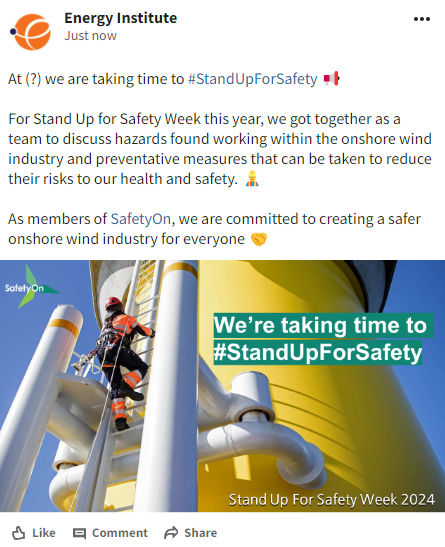 Energy Institute
Just now
At (?) we are taking time to #StandUpForSafety
For Stand Up for Safety Week this year, we got together as a
team to discuss hazards found working within the onshore wind
industry and preventative measures that can be taken to reduce
their risks to our health and safety.
As members of SafetyOn, we are committed to creating a safer
onshore wind industry for everyone
SafetyOn
We’re taking time to
#StandUpForSafety
Stand Up For Safety Week 2024
Like Comment Share